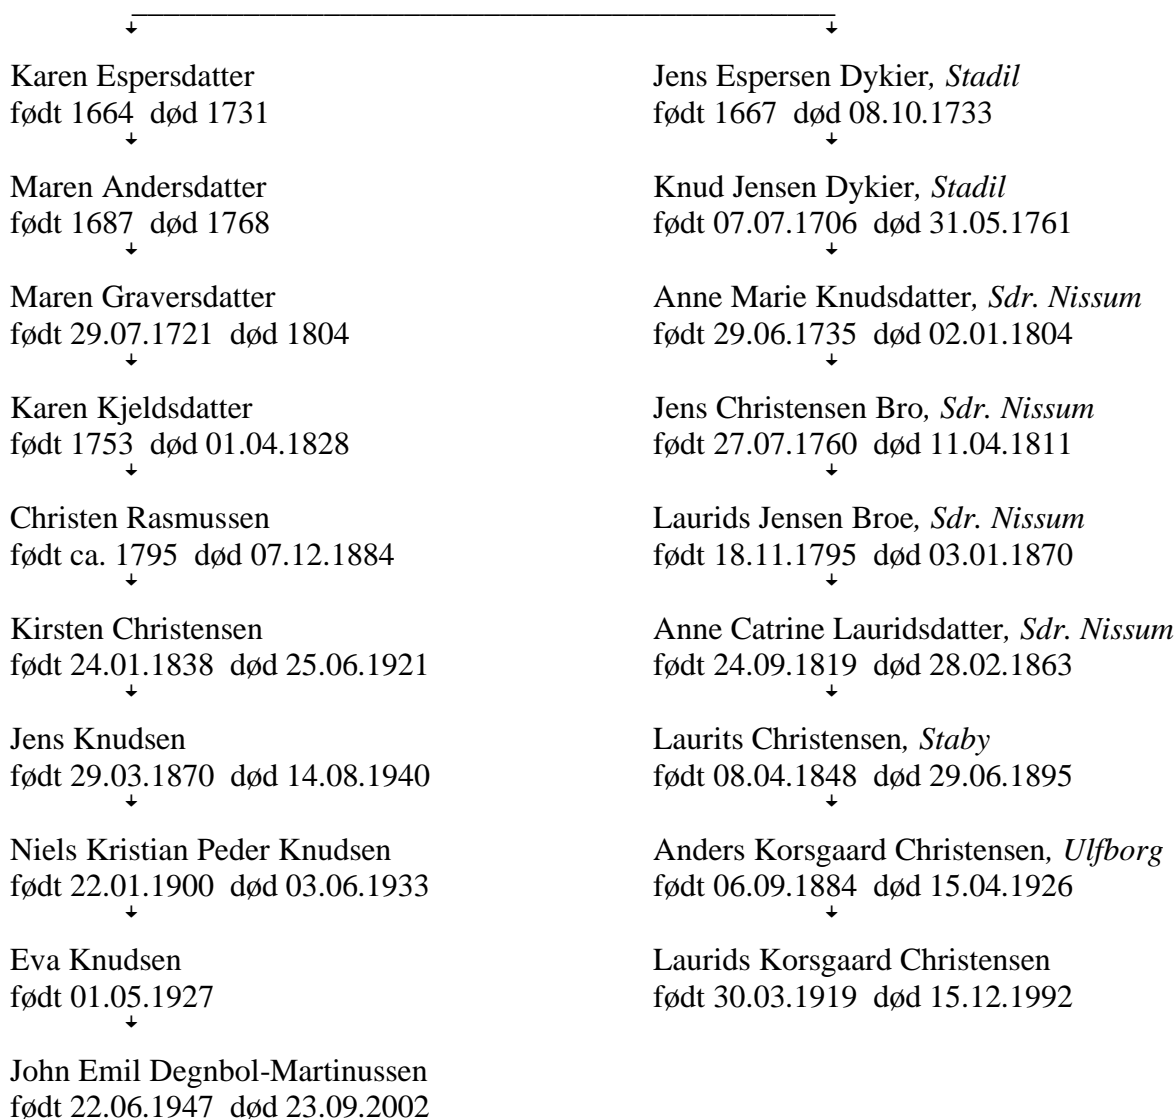 Karen Espersdatter
født 1664 død 1731
Maren Andersdatter
født 1687 død 1768
Maren Graversdatter
født 29.07.1721 død 1804
Karen Kjeldsdatter
født 1753 død 01.04.1828
Christen Rasmussen
født ca. 1795 død 07.12.1884
Kirsten Christensen
født 24.01.1838 død 25.06.1921
Jens Knudsen
født 29.03.1870 død 14.08.1940
Niels Kristian Peder Knudsen
født 22.01.1900 død 03.06.1933
Eva Knudsen
født 01.05.1927
John Emil Degnbol-Martinussen
født 22.06.1947 død 23.09.2002
Jens Espersen Dykier, Stadil
født 1667 død 08.10.1733
Knud Jensen Dykier, Stadil
født 07.07.1706 død 31.05.1761
Anne Marie Knudsdatter, Sdr. Nissum
født 29.06.1735 død 02.01.1804
Jens Christensen Bro, Sdr. Nissum
født 27.07.1760 død 11.04.1811
Laurids Jensen Broe, Sdr. Nissum
født 18.11.1795 død 03.01.1870
Anne Catrine Lauridsdatter, Sdr. Nissum
født 24.09.1819 død 28.02.1863
Laurits Christensen, Staby
født 08.04.1848 død 29.06.1895
Anders Korsgaard Christensen, Ulfborg
født 06.09.1884 død 15.04.1926
Laurids Korsgaard Christensen
født 30.03.1919 død 15.12.1992